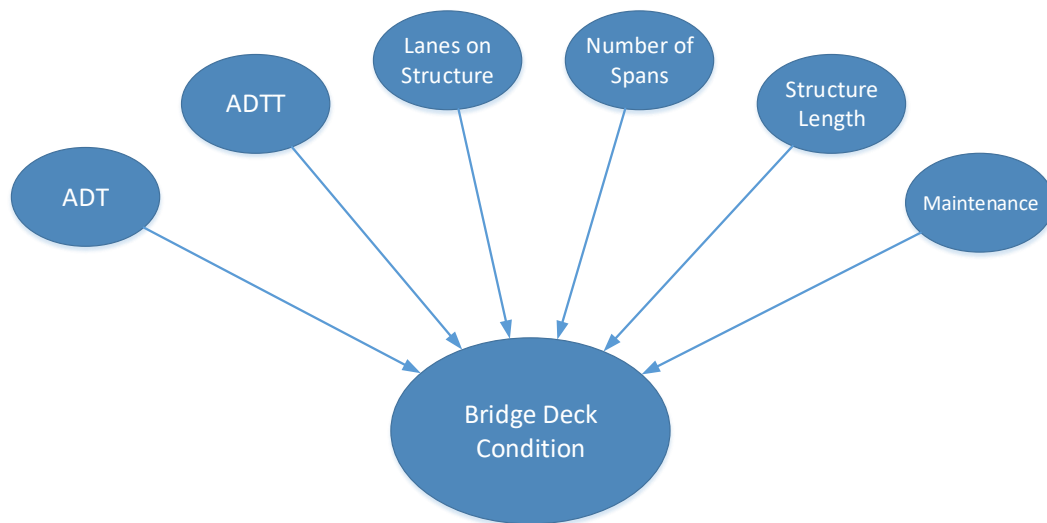 Lanes on
Structure
Number of
Spans
ADTT
Structure
Length
ADT
Maintenance
Bridge Deck
Condition